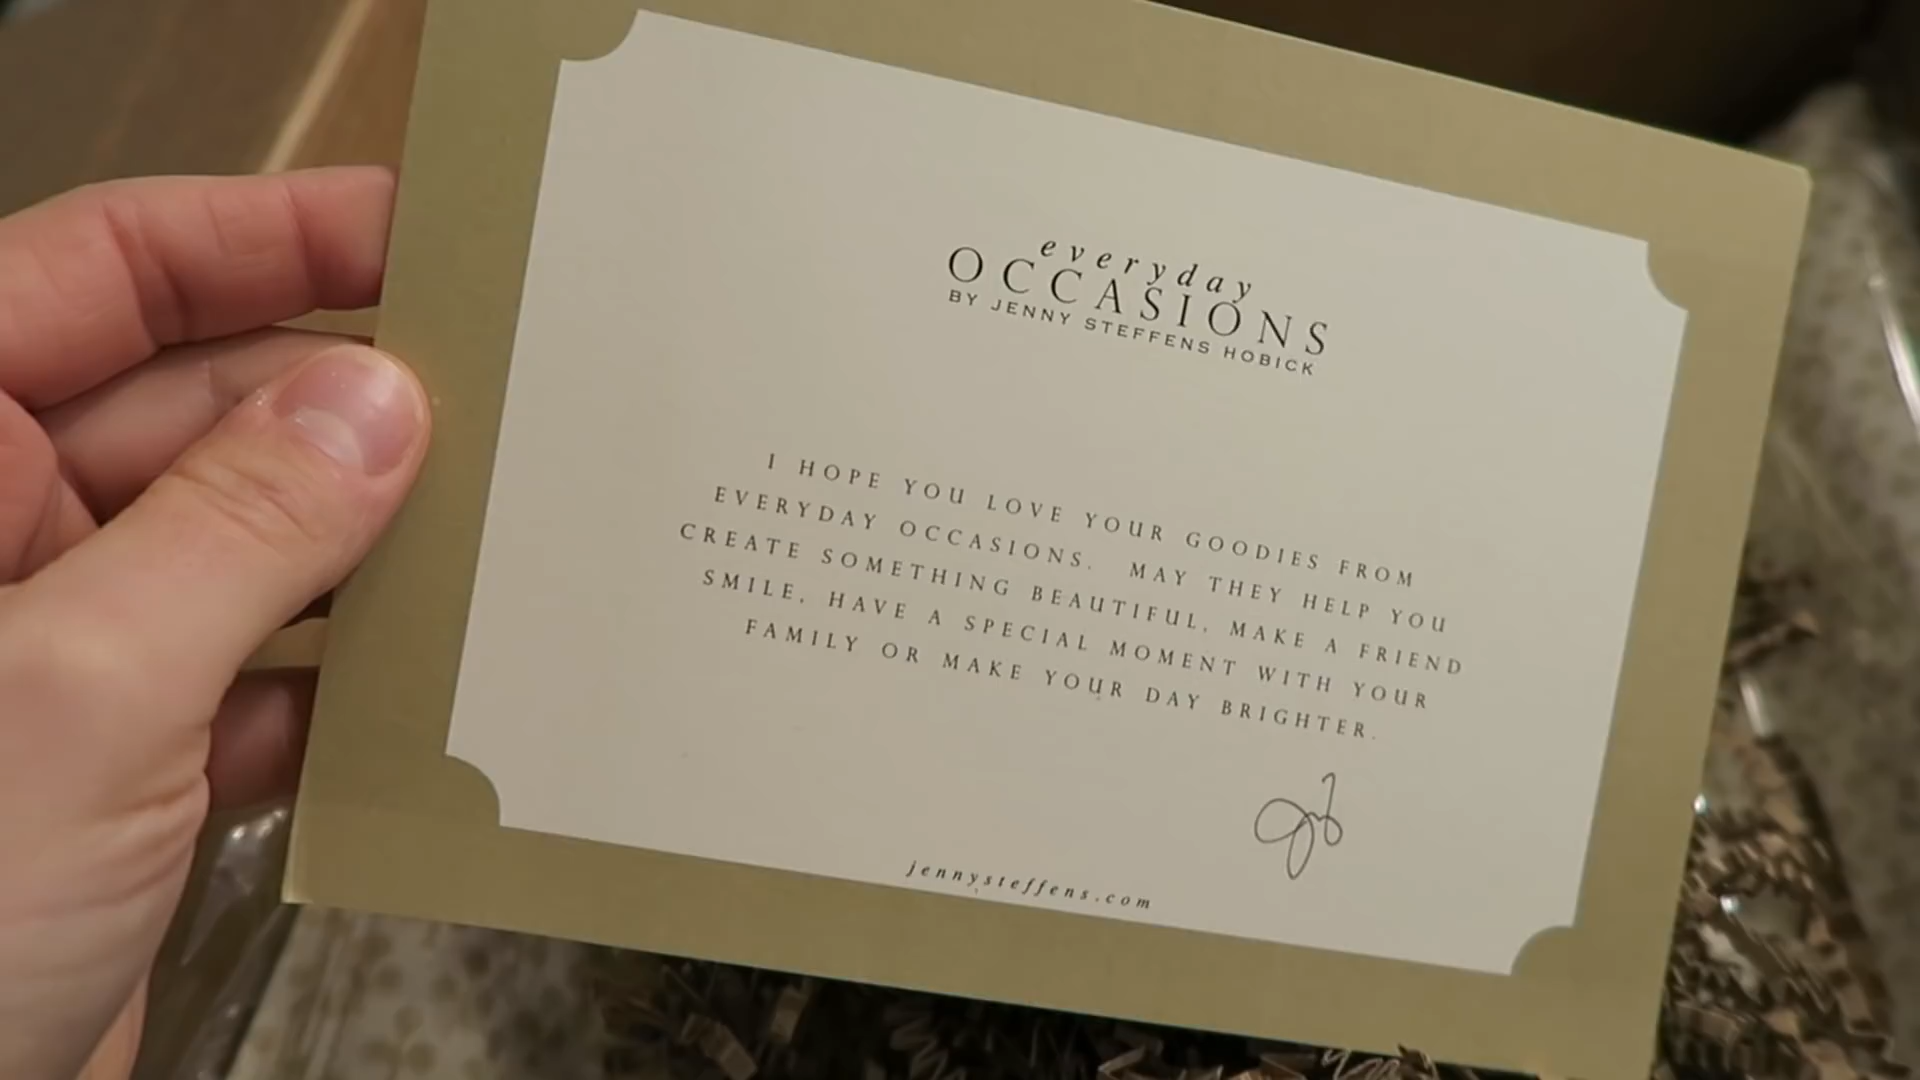 everyday
OCCASIONS
BY JENNY STEFFENS HOBICK
I HOPE YOU LOVE YOUR GOODIES FROM
EVERYDAY OCCASIONS. MAY THEY HELP YOU
CREATE SOMETHING BEAUTIFUL, MAKE A FRIEND
SMILE, HAVE A SPECIAL MOMENT WITH YOUR
FAMILY OR MAKE YOUR DAY BRIGHTER.
jennysteffens.com